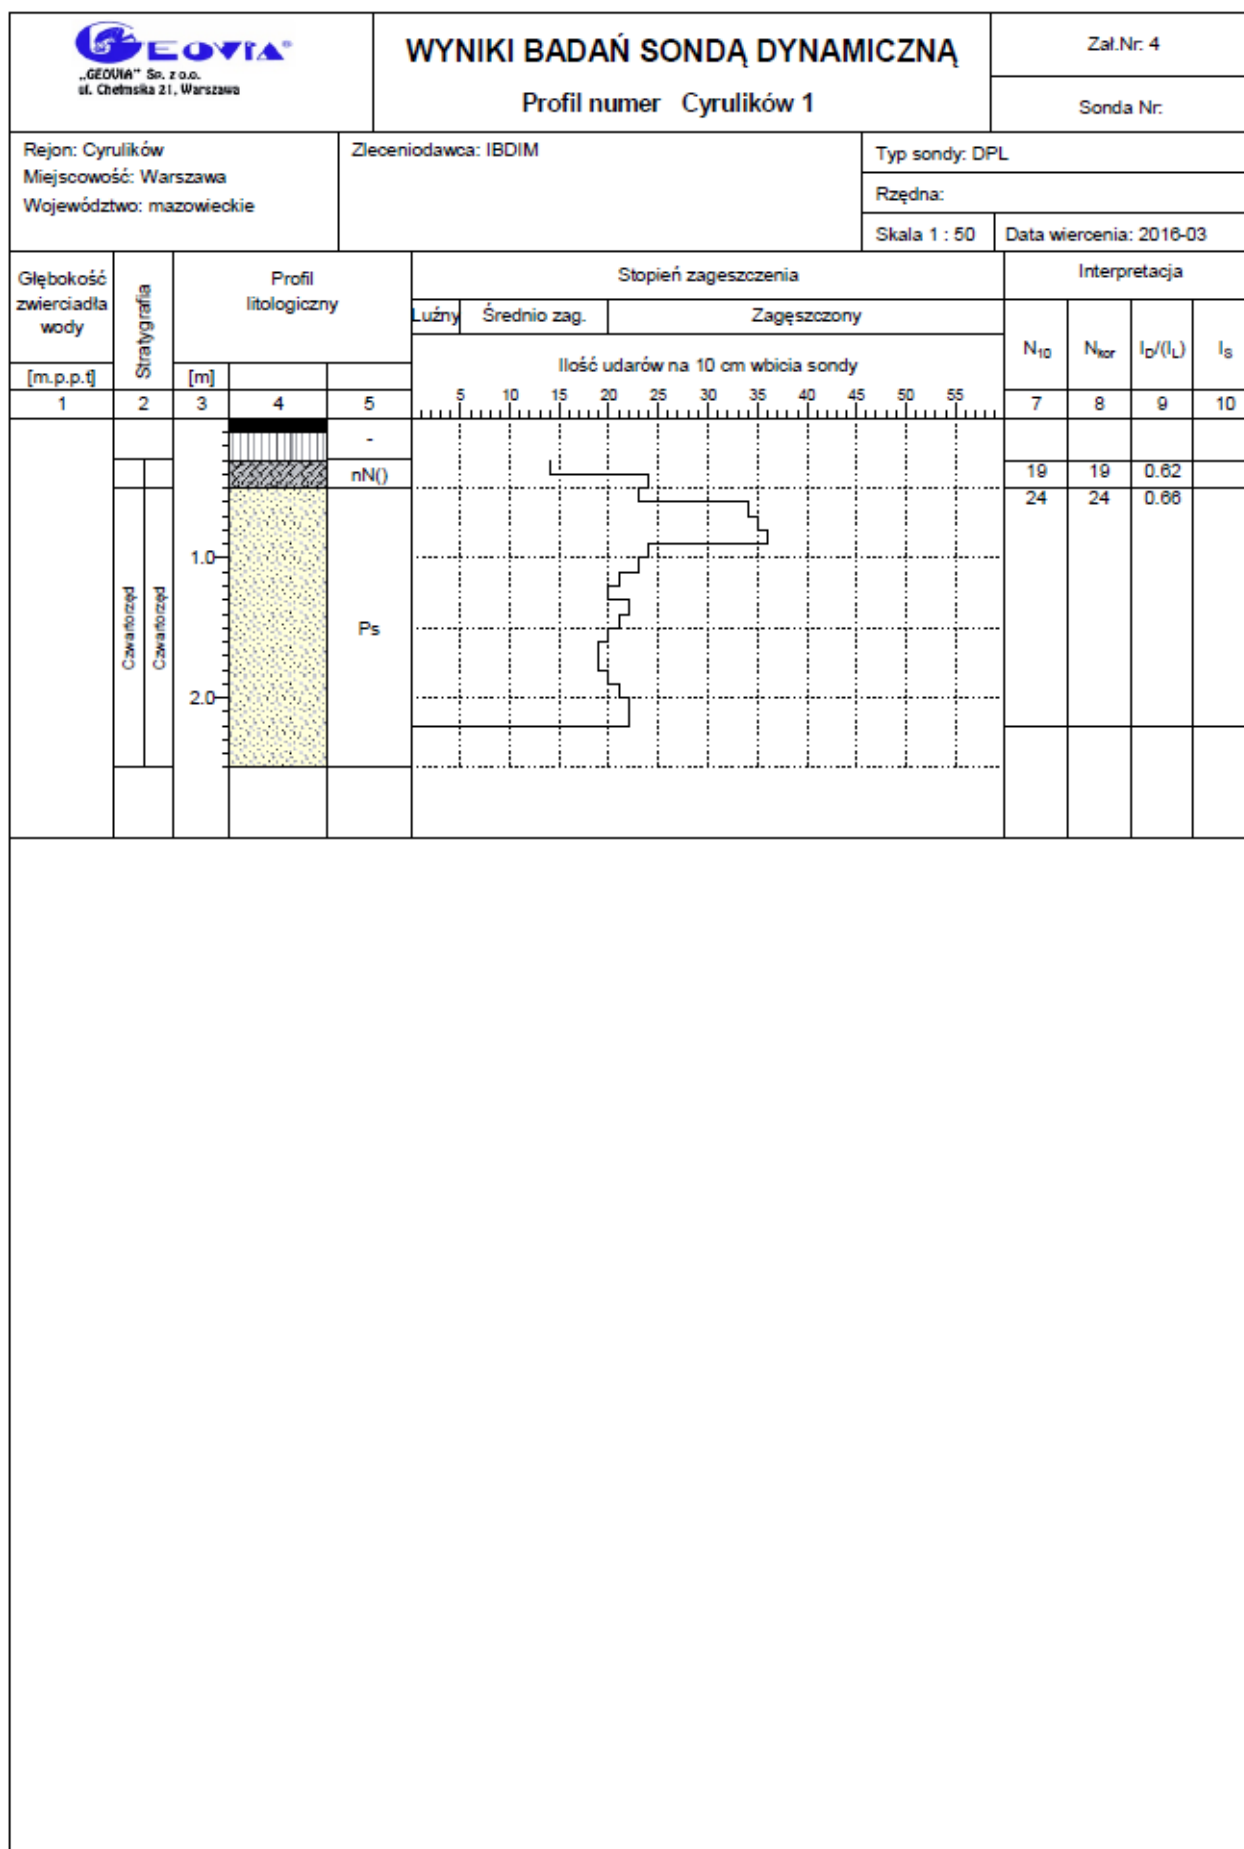 GEOVIA®
„GEOVIA" Sp. z o.o.
ul. Chełmska 21, Warszawa
WYNIKI BADAŃ SONDĄ DYNAMICZNĄ
Profil numer Cyrulików 1
Zał.Nr: 4
Sonda Nr:
Rejon: Cyrulików
Miejscowość: Warszawa
Województwo: mazowieckie
Zleceniodawca: IBDIM
Typ sondy: DPL
Rzędna:
Skala 1 : 50
Data wiercenia: 2016-03
Głębokość
zwierciadła
wody
[m.p.p.t]
Stratygrafia
Profil
litologiczny
[m]
Stopień zageszczenia
Luźny
Średnio zag.
Zagęszczony
Ilość udarów na 10 cm wbicia sondy
5 10 15 20 25 30 35 40 45 50 55
Interpretacja
N10 Nkor ID/(IL) IS
1 2 3 4 5 7 8 9 10
-
nN()
19 19 0.62
24 24 0.66
1.0
Czwartorzęd
Czwartorzęd
Ps
2.0